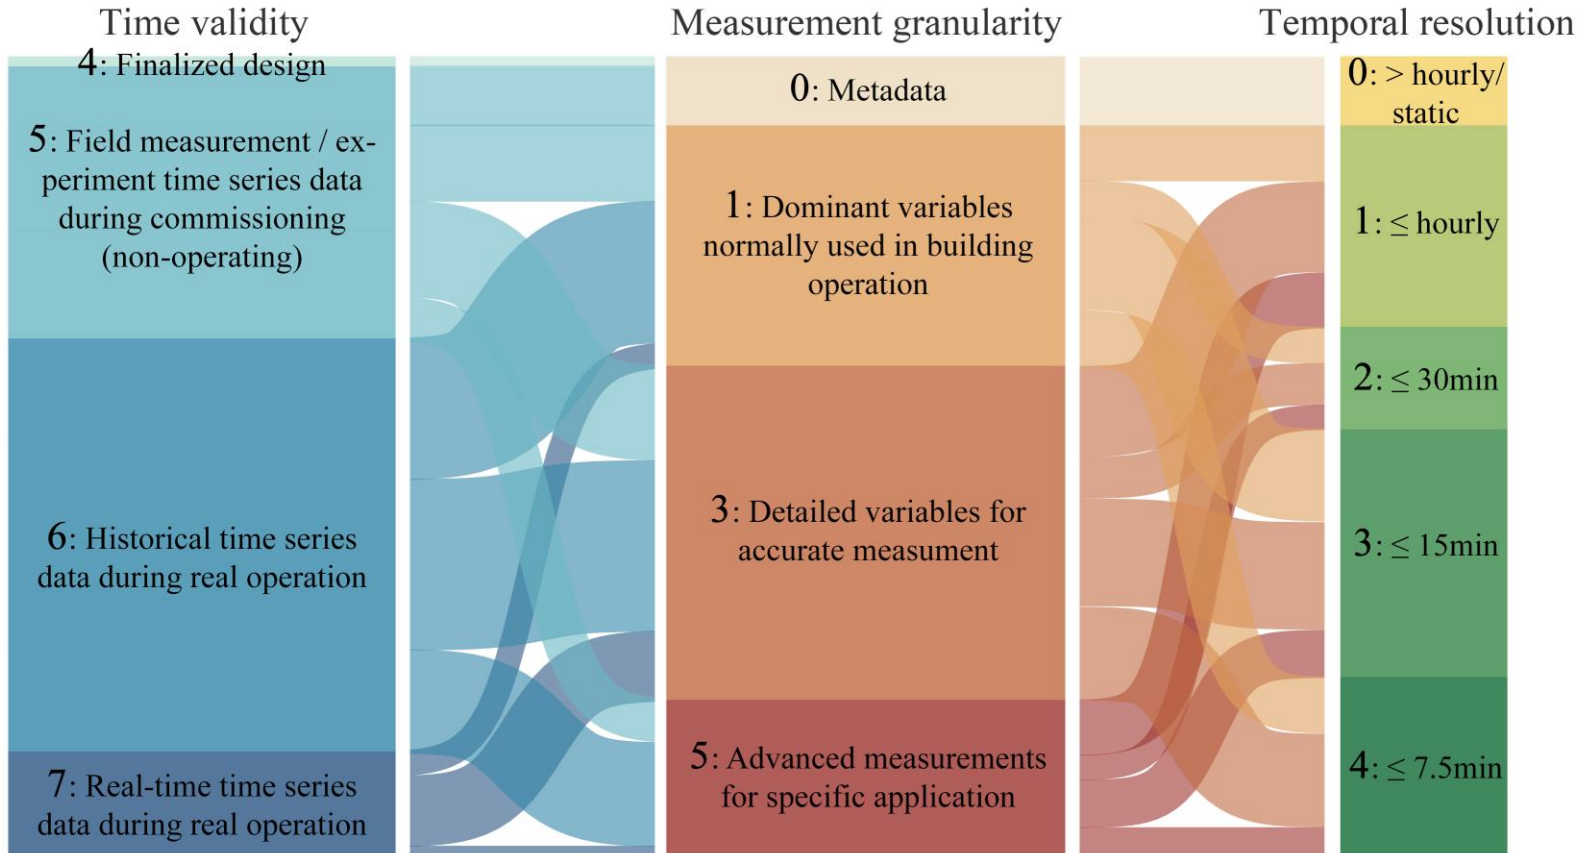 Time validity
4: Finalized design
5: Field measurement / ex-
periment time series data
during commissioning
(non-operating)
6: Historical time series
data during real operation
7: Real-time time series
data during real operation
Measurement granularity
0: Metadata
1: Dominant variables
normally used in building
operation
3: Detailed variables for
accurate measument
5: Advanced measurements
for specific application
Temporal resolution
0: > hourly/
static
1: ≤ hourly
2: ≤ 30min
3: ≤ 15min
4: ≤ 7.5min